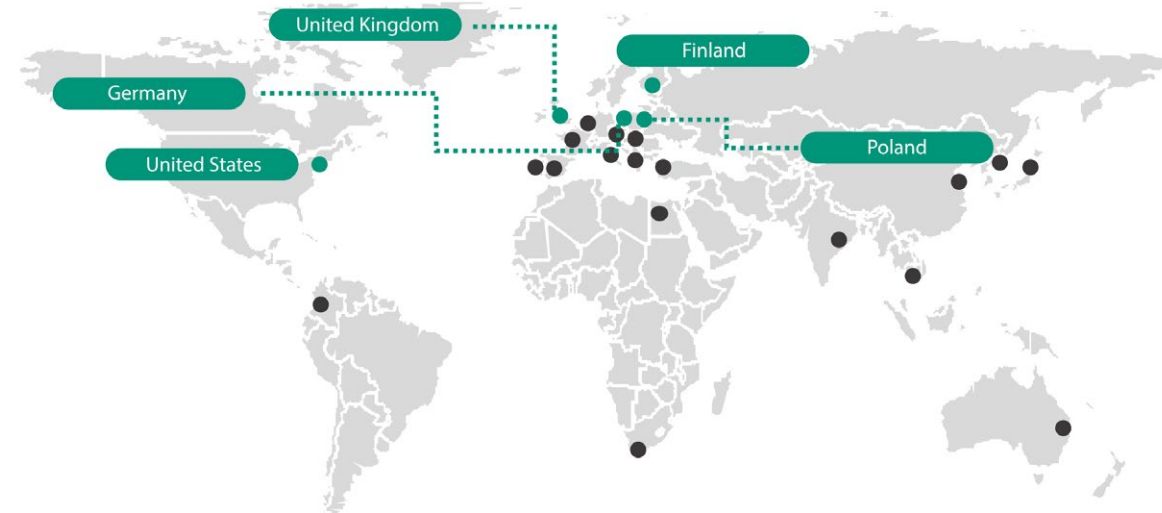 United Kingdom
Finland
Germany
Poland
United States